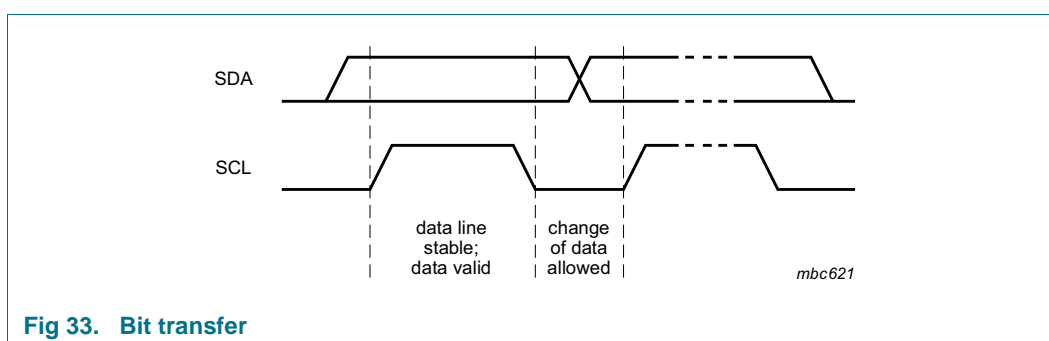 SDA
SCL
data line
stable;
data valid
change
of data
allowed
mbc621
Fig 33. Bit transfer